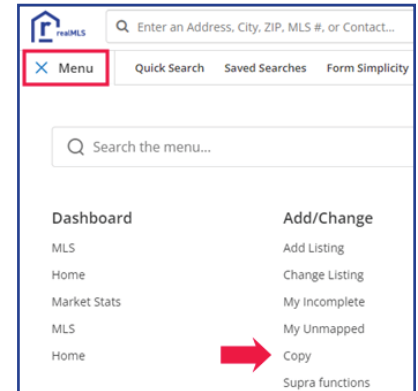 realMLS
Enter an Address, City, ZIP, MLS #, or Contact...
Menu Quick Search Saved Searches Form Simplicity
Search the menu...
Dashboard
MLS
Home
Market Stats
MLS
Home
Add/Change
Add Listing
Change Listing
My Incomplete
My Unmapped
Copy
Supra functions